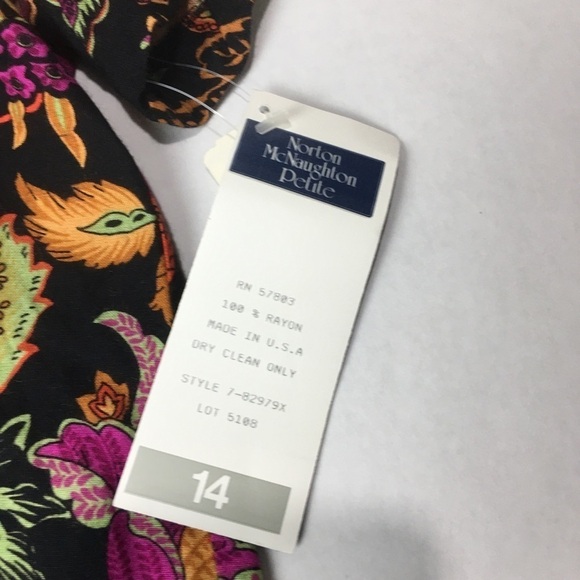 Norton
McNaughton
Petite
RN 57803
100 % RAYON
MADE IN U.S.A
DRY CLEAN ONLY
STYLE 7-82979X
LOT 5108
14